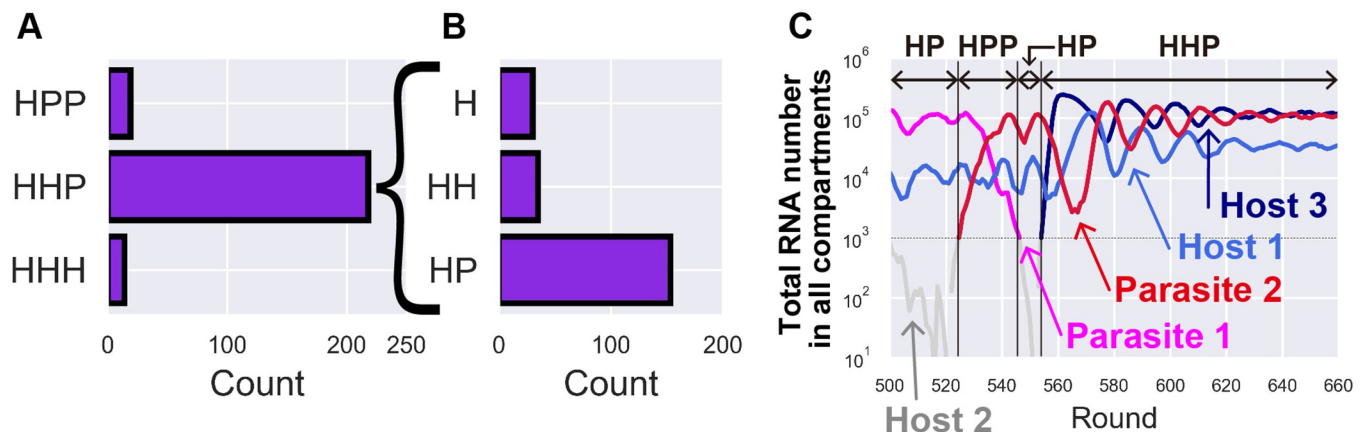 A
HPP
HHP
HHH
0
100
200
250
Count
B
H
HH
HP
0
100
200
Count
C
HP
HPP
HP
HHP
Total RNA number
in all compartments
10^6
10^5
10^4
10^3
10^2
10^1
Host 3
Host 1
Parasite 2
Parasite 1
500
520
540
560
580
600
620
640
660
Host 2
Round